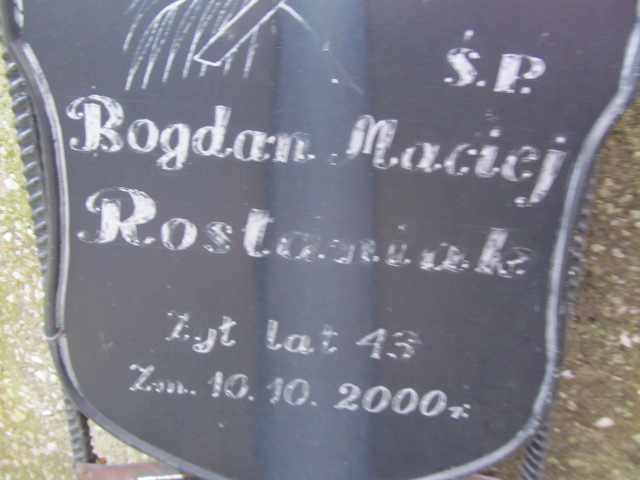 Ś.P.
Bogdan Maciej
Rostaniak
Żył lat 43
Zm. 10.10.2000r.